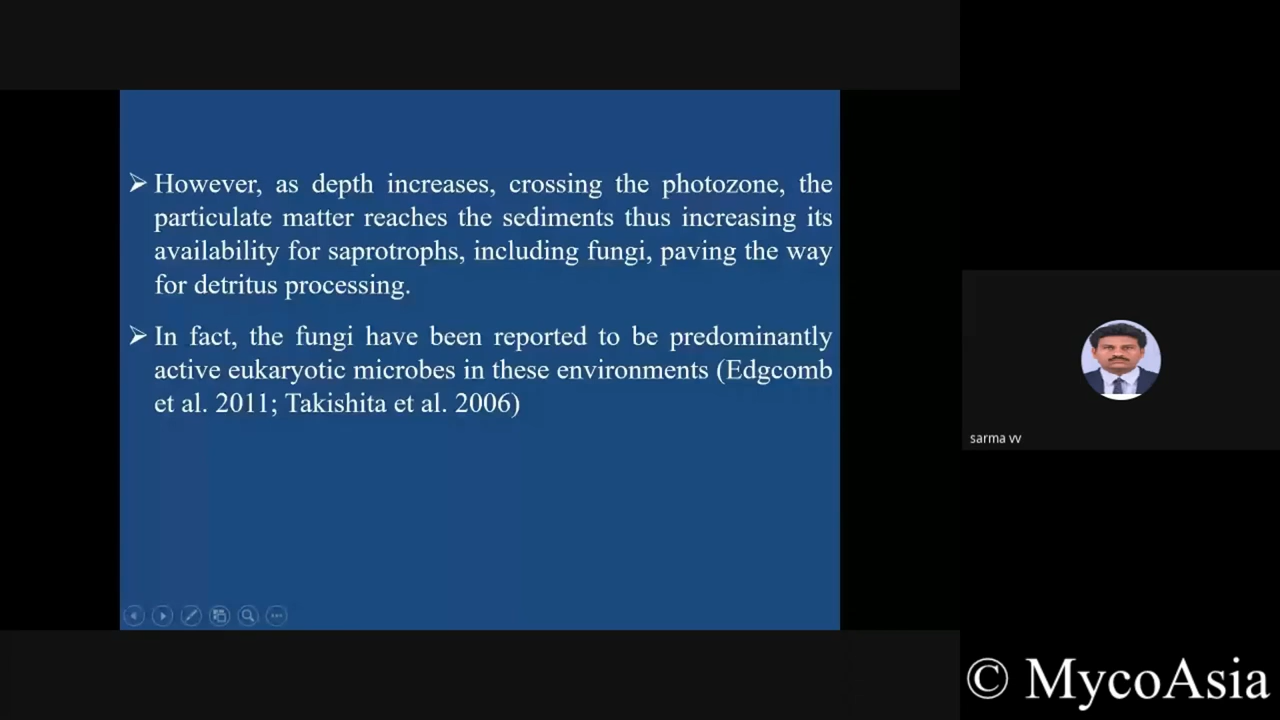 However, as depth increases, crossing the photozone, the
particulate matter reaches the sediments thus increasing its
availability for saprotrophs, including fungi, paving the way
for detritus processing.
In fact, the fungi have been reported to be predominantly
active eukaryotic microbes in these environments (Edgcomb
et al. 2011; Takishita et al. 2006)
sarma vv
© MycoAsia